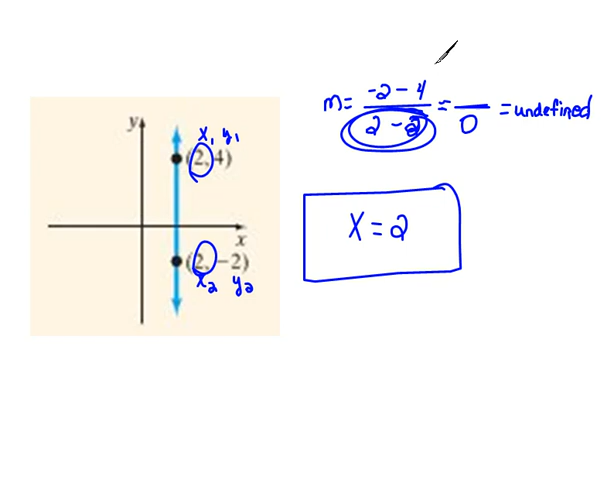 y
x₁ y₁
(2, 4)
x
(2, −2)
x₂ y₂
m = -2 - 4 / 2 - 2 = / 0 = undefined
x = 2